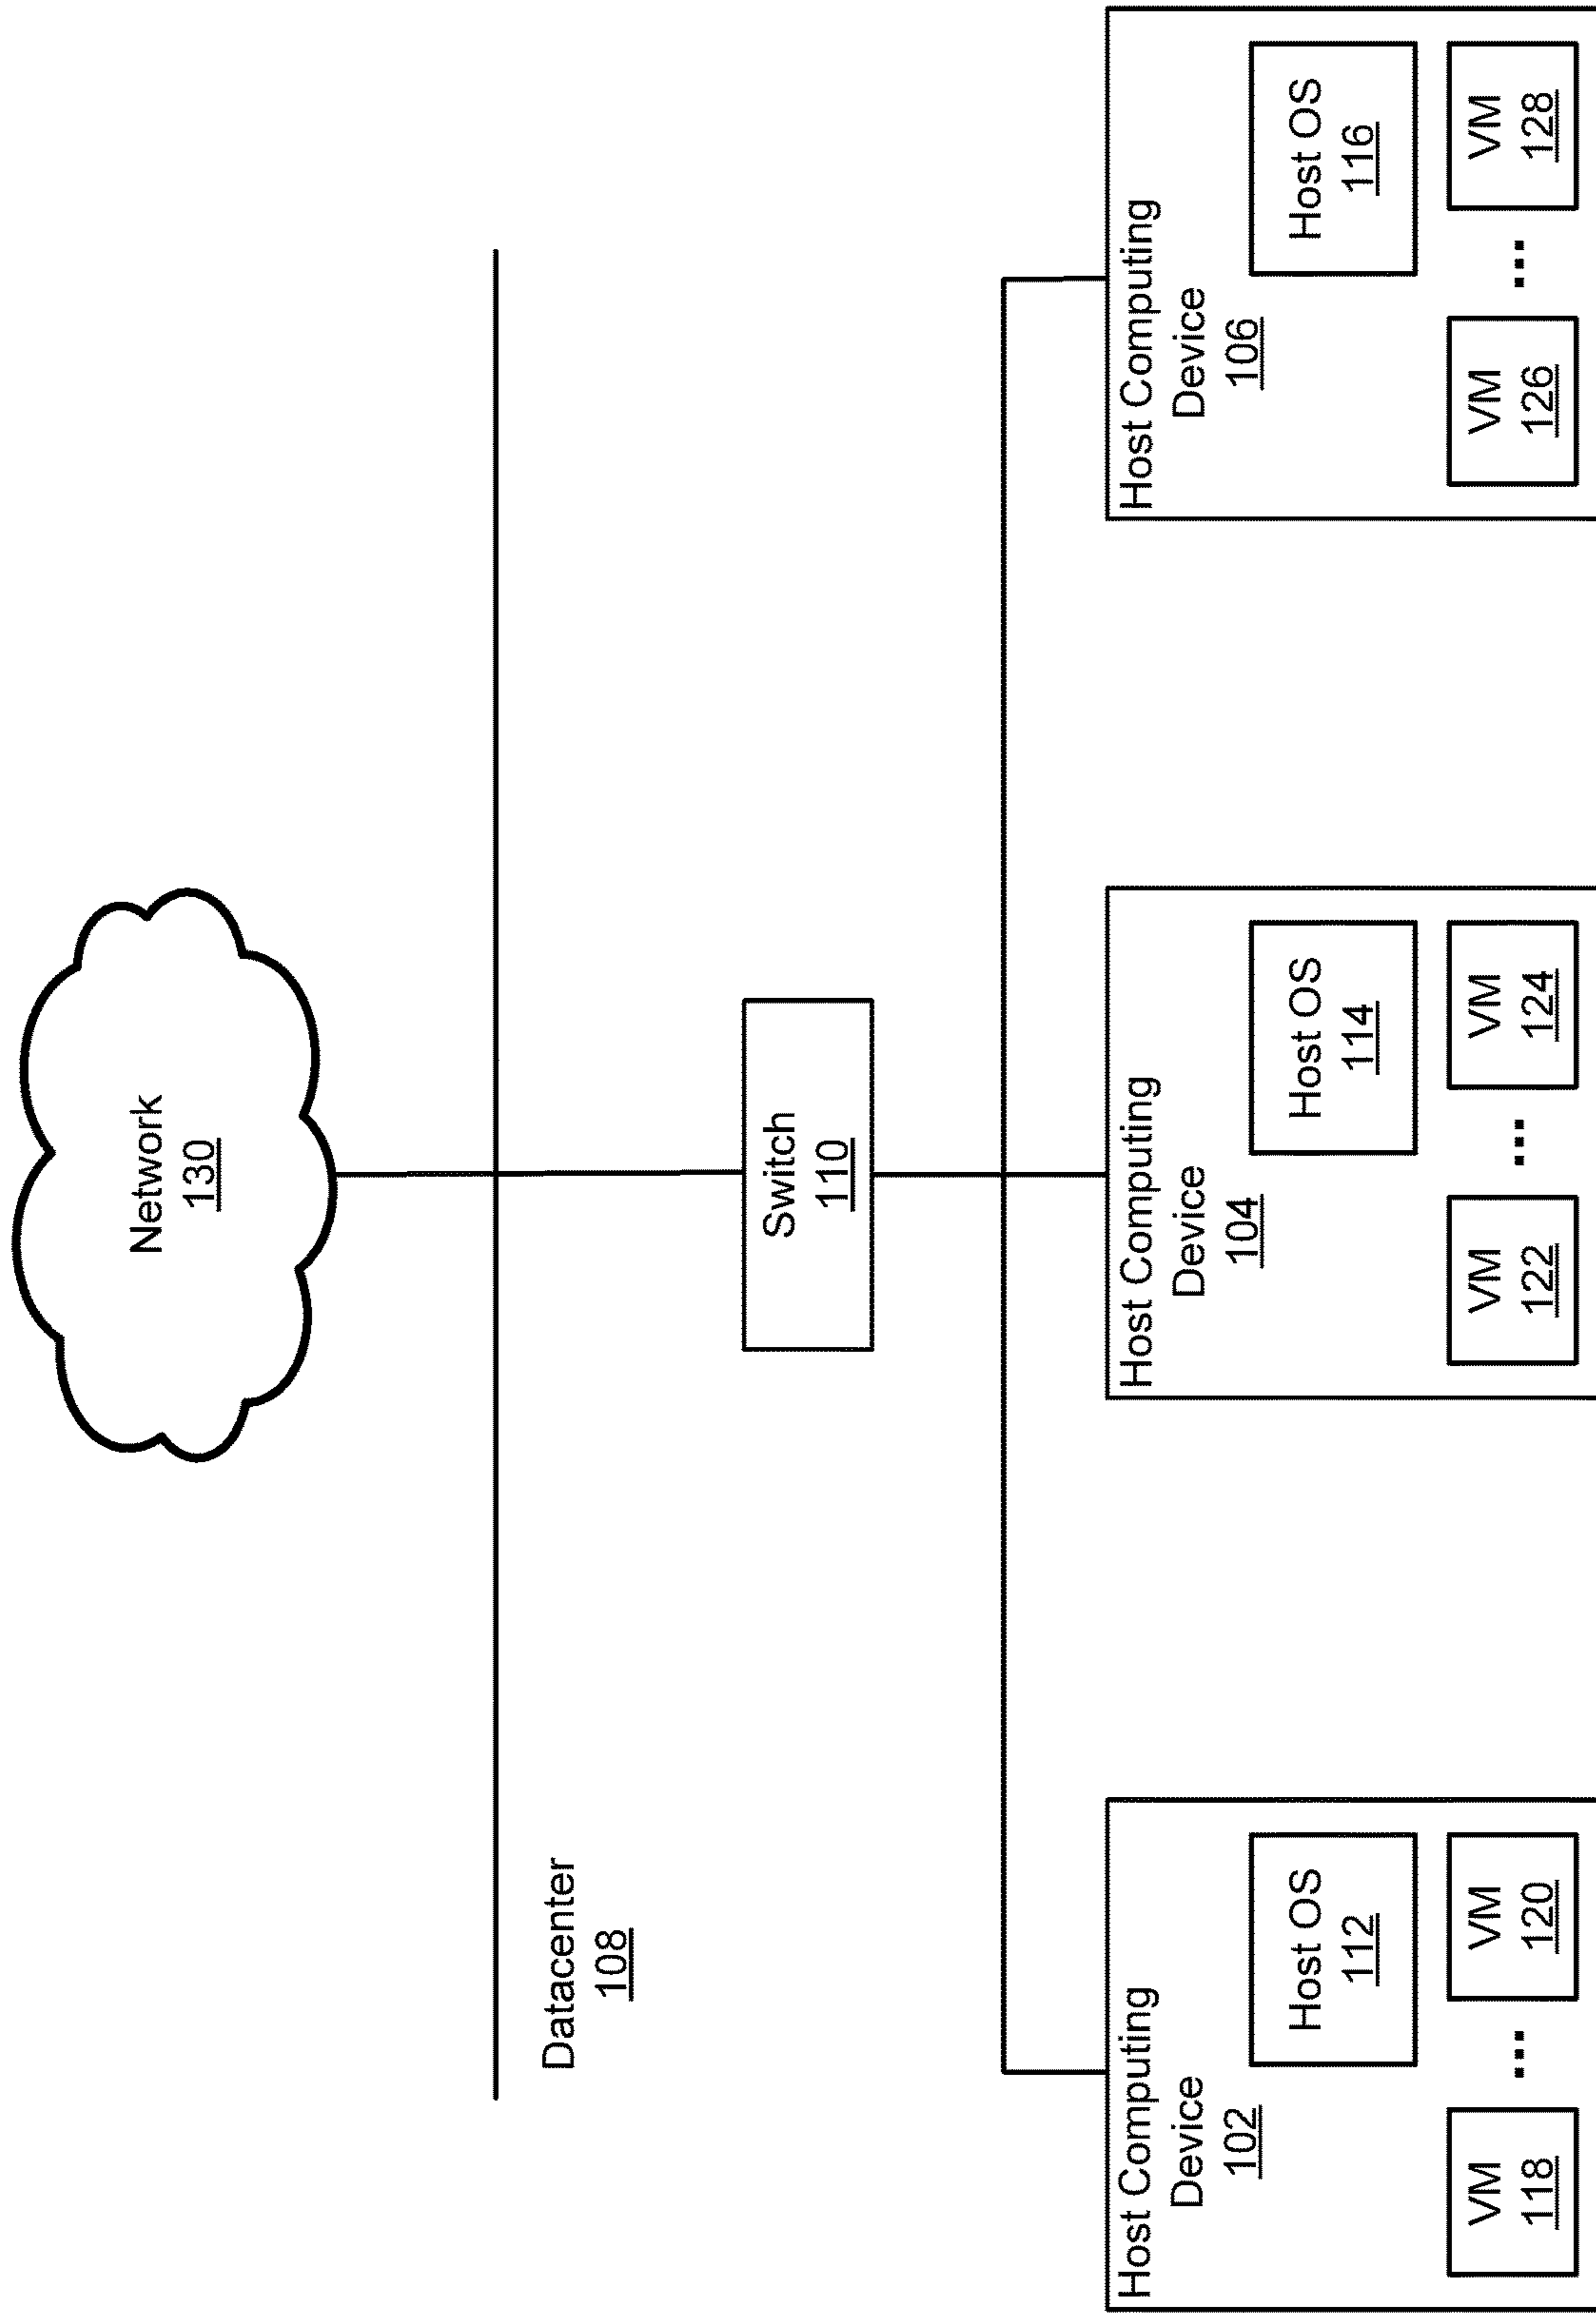 Network
130
Datacenter
108
Switch
110
Host Computing
Device
102
Host OS
112
VM
118
...
VM
120
Host Computing
Device
104
Host OS
114
VM
122
...
VM
124
Host Computing
Device
106
Host OS
116
VM
126
...
VM
128